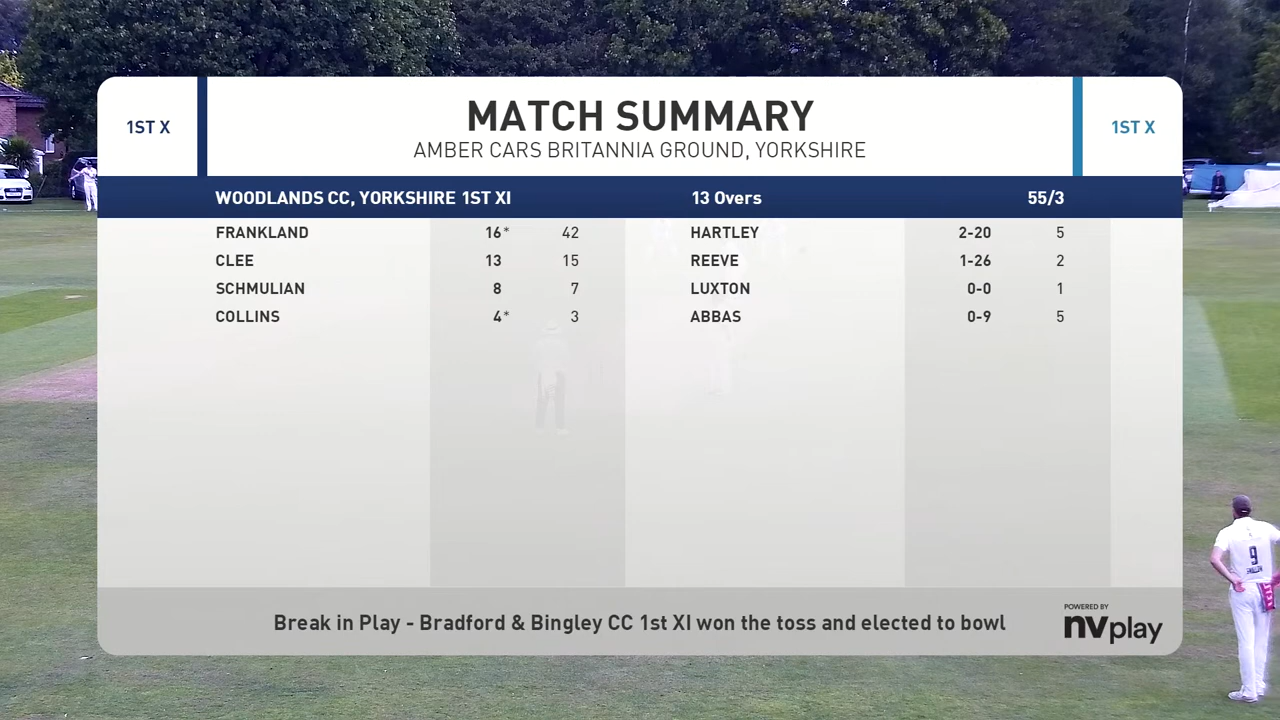 1ST X
MATCH SUMMARY
1ST X
AMBER CARS BRITANNIA GROUND, YORKSHIRE
WOODLANDS CC, YORKSHIRE 1ST XI 13 Overs 55/3
FRANKLAND 16* 42 HARTLEY 2-20 5
CLEE 13 15 REEVE 1-26 2
SCHMULIAN 8 7 LUXTON 0-0 1
COLLINS 4* 3 ABBAS 0-9 5
9
Break in Play - Bradford & Bingley CC 1st XI won the toss and elected to bowl
POWERED BY
nvplay